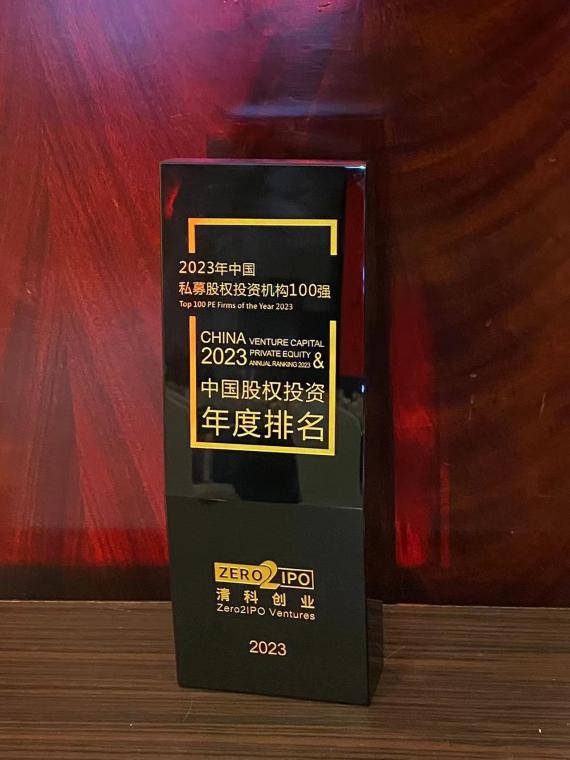 2023年中国
私募股权投资机构100强
Top 100 PE Firms of the Year 2023
CHINA VENTURE CAPITAL
2023 PRIVATE EQUITY &
ANNUAL RANKING 2023
中国股权投资
年度排名
ZERO2IPO
清科创业
Zero2IPO Ventures
2023